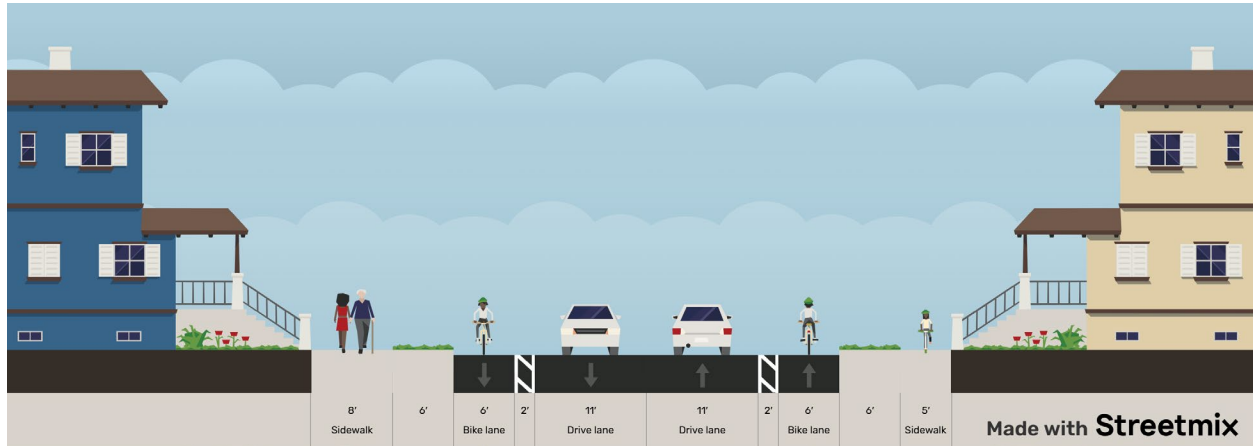 8' 6' 6' 2' 11' 11' 2' 6' 6' 5'
Sidewalk Bike lane Drive lane Drive lane Bike lane Sidewalk
Made with Streetmix